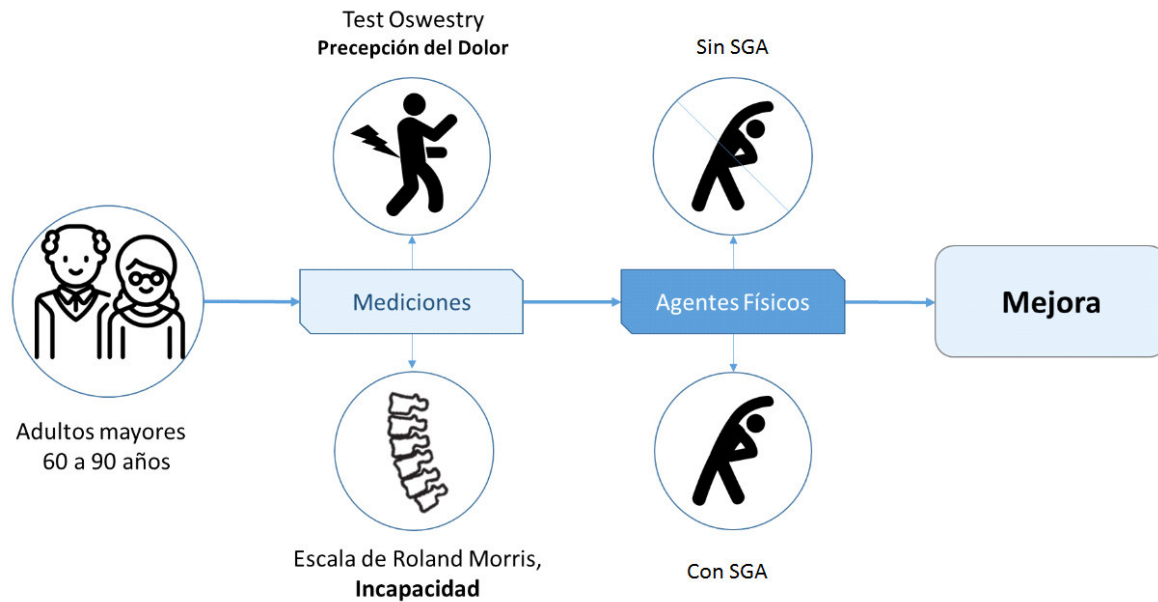 Test Oswestry
Precepción del Dolor
Sin SGA
Mediciones
Agentes Físicos
Mejora
Adultos mayores
60 a 90 años
Escala de Roland Morris,
Incapacidad
Con SGA